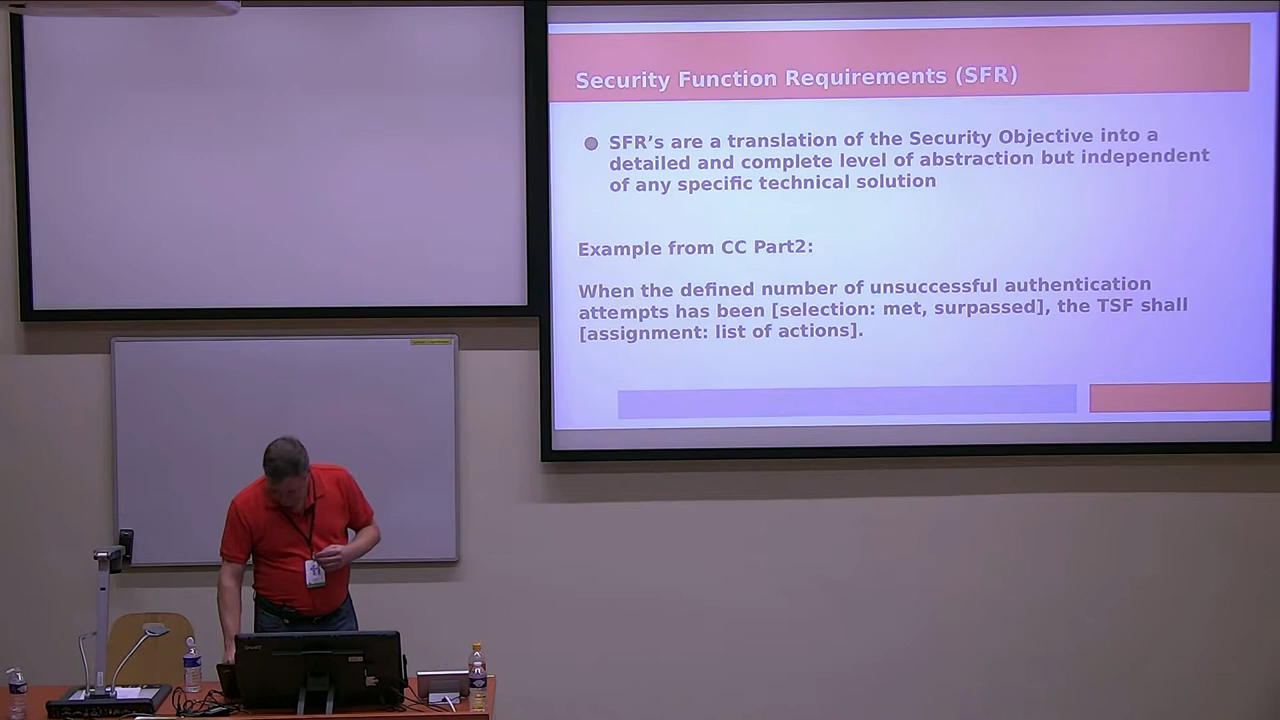 Security Function Requirements (SFR)
SFR's are a translation of the Security Objective into a
detailed and complete level of abstraction but independent
of any specific technical solution
Example from CC Part2:
When the defined number of unsuccessful authentication
attempts has been [selection: met, surpassed], the TSF shall
[assignment: list of actions].